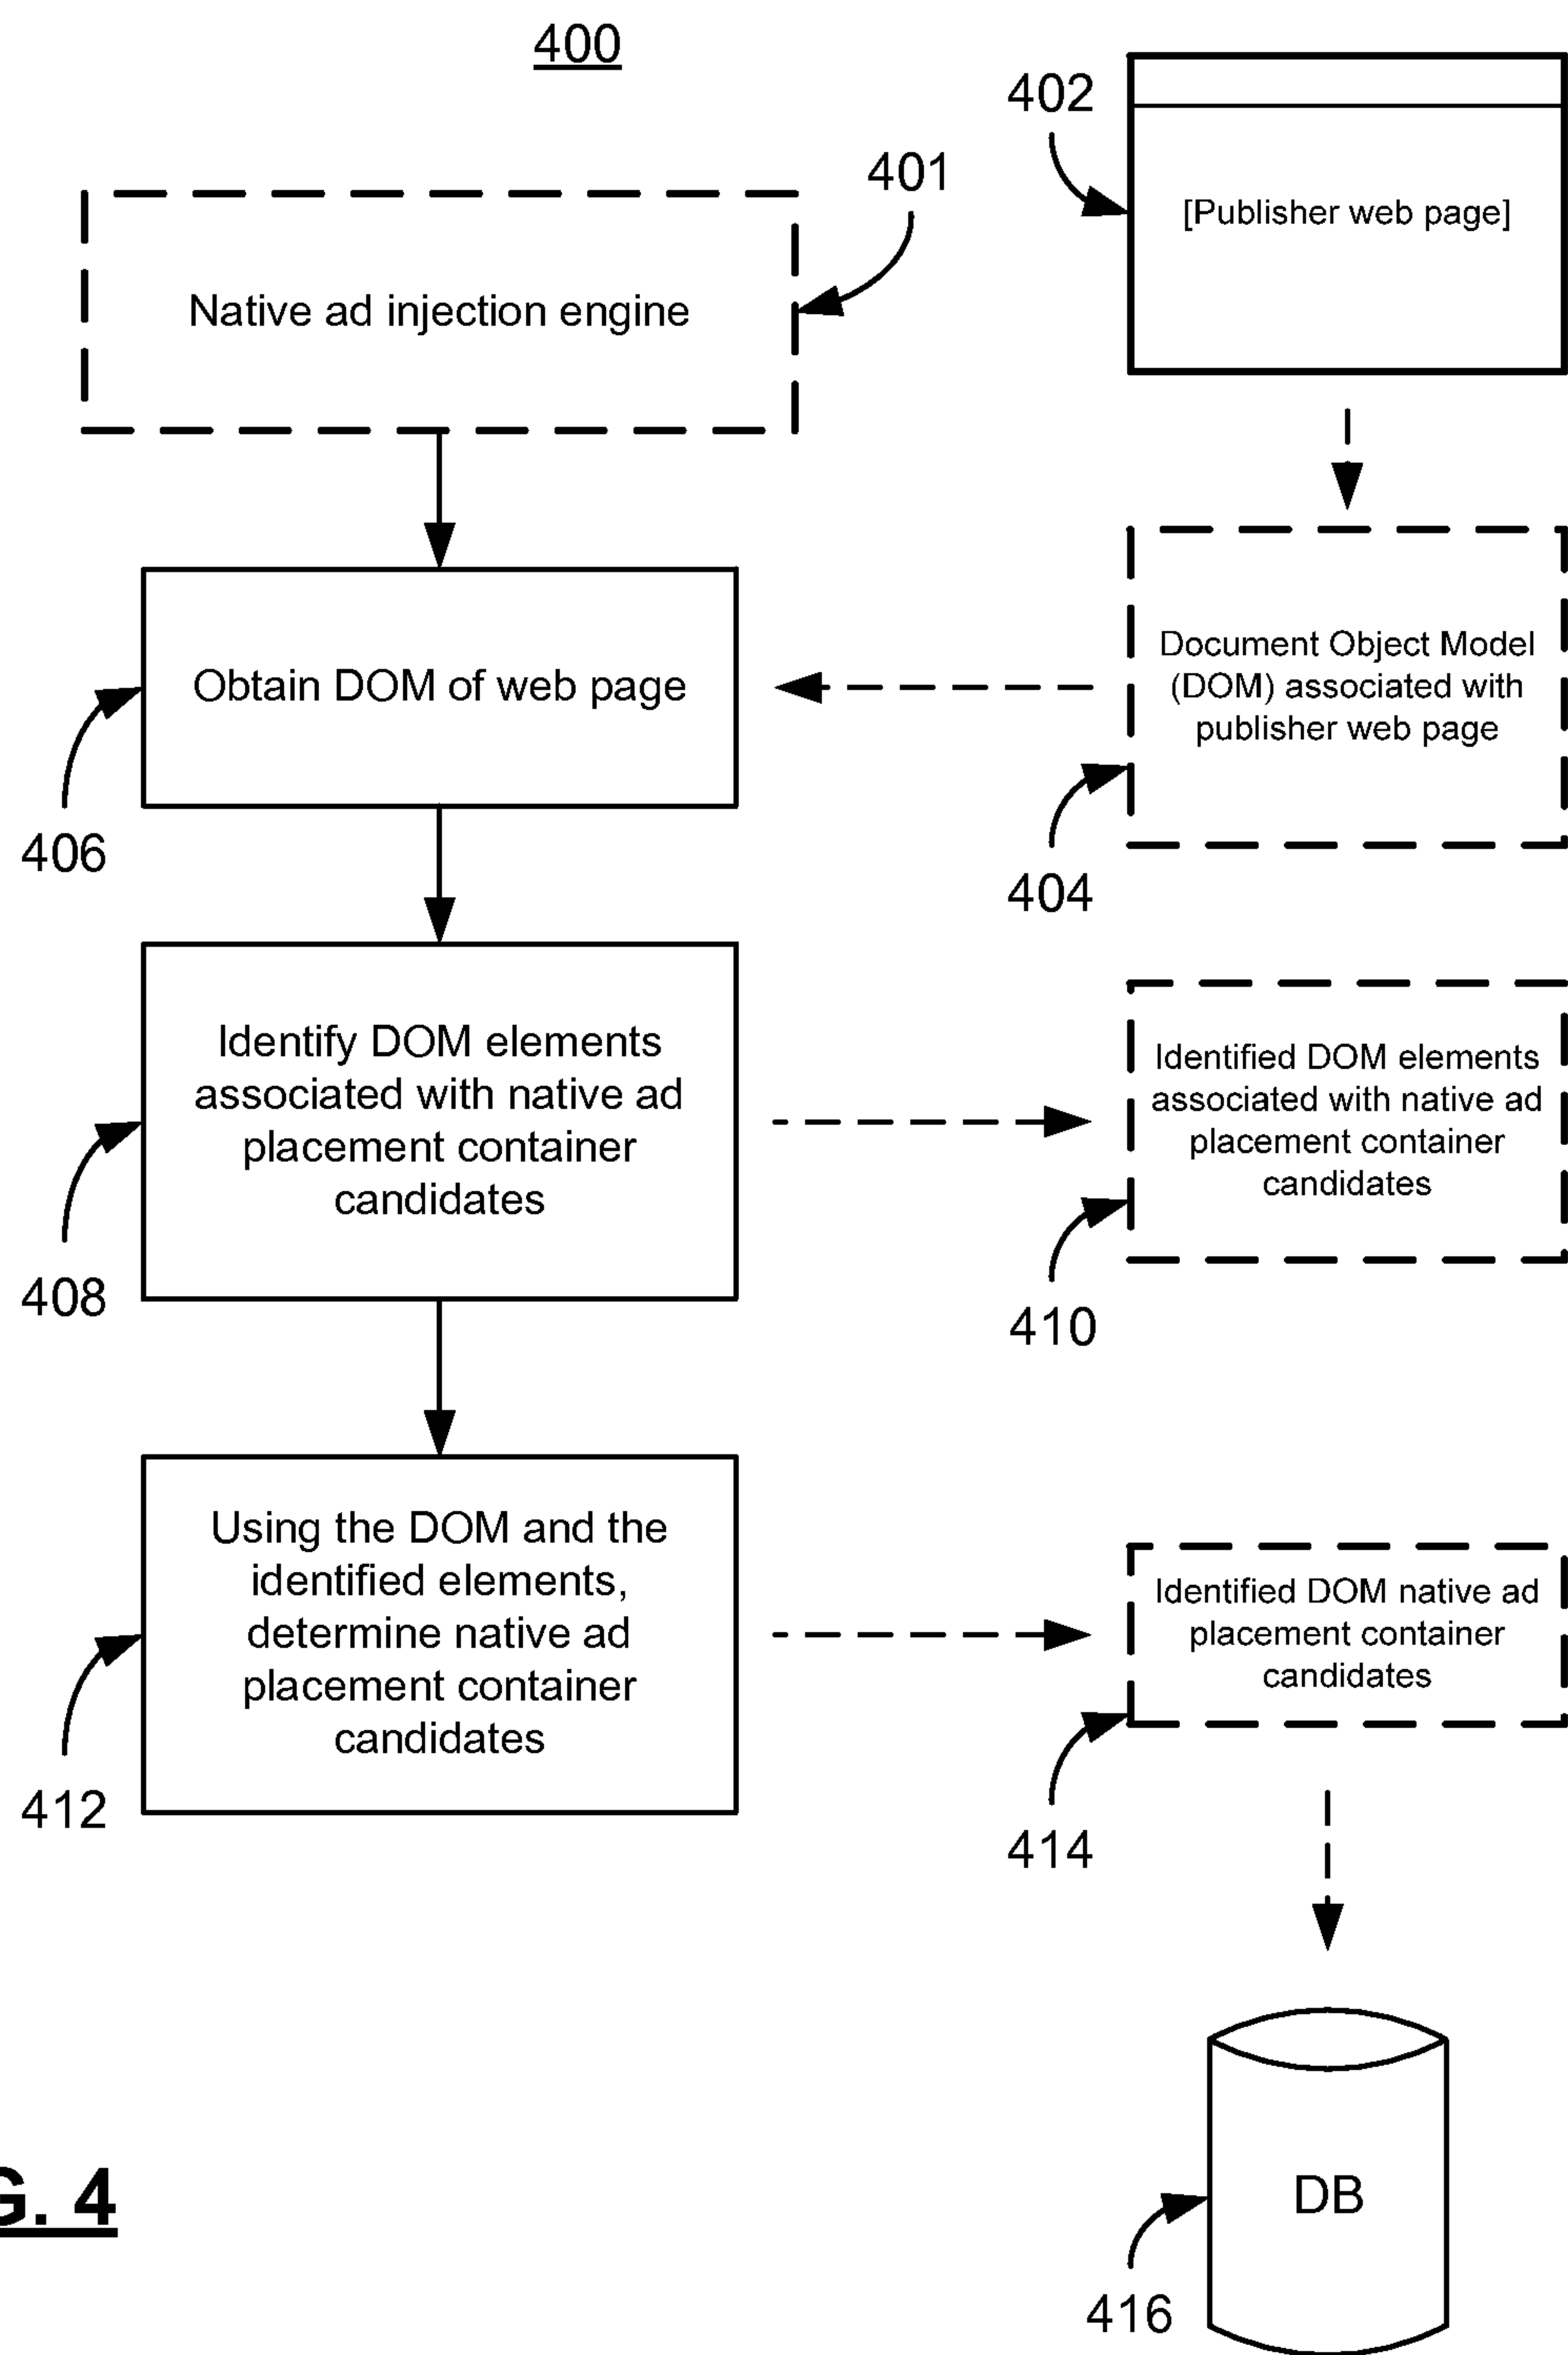 400
402
401
[Publisher web page]
Native ad injection engine
Document Object Model
(DOM) associated with
publisher web page
Obtain DOM of web page
406
404
Identify DOM elements
associated with native ad
placement container
candidates
Identified DOM elements
associated with native ad
placement container
candidates
408
410
Using the DOM and the
identified elements,
determine native ad
placement container
candidates
Identified DOM native ad
placement container
candidates
412
414
G. 4
DB
416